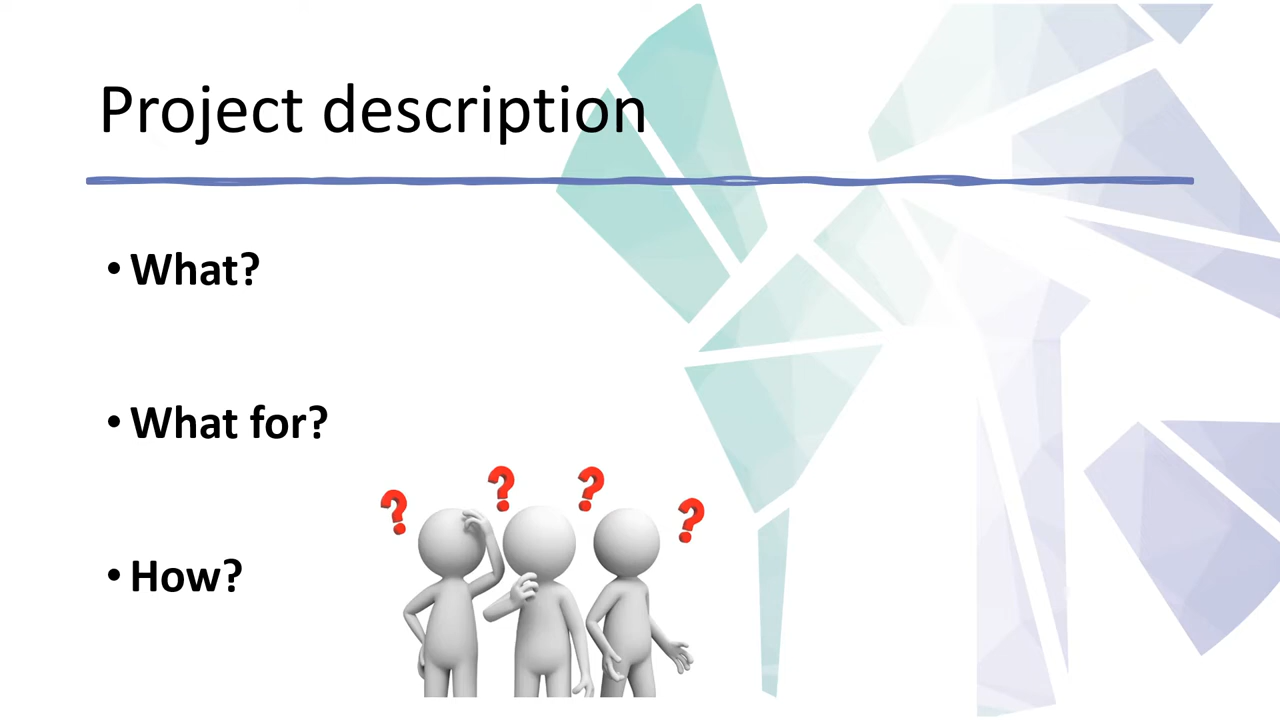 Project description
• What?
• What for?
• How?
? ? ? ?